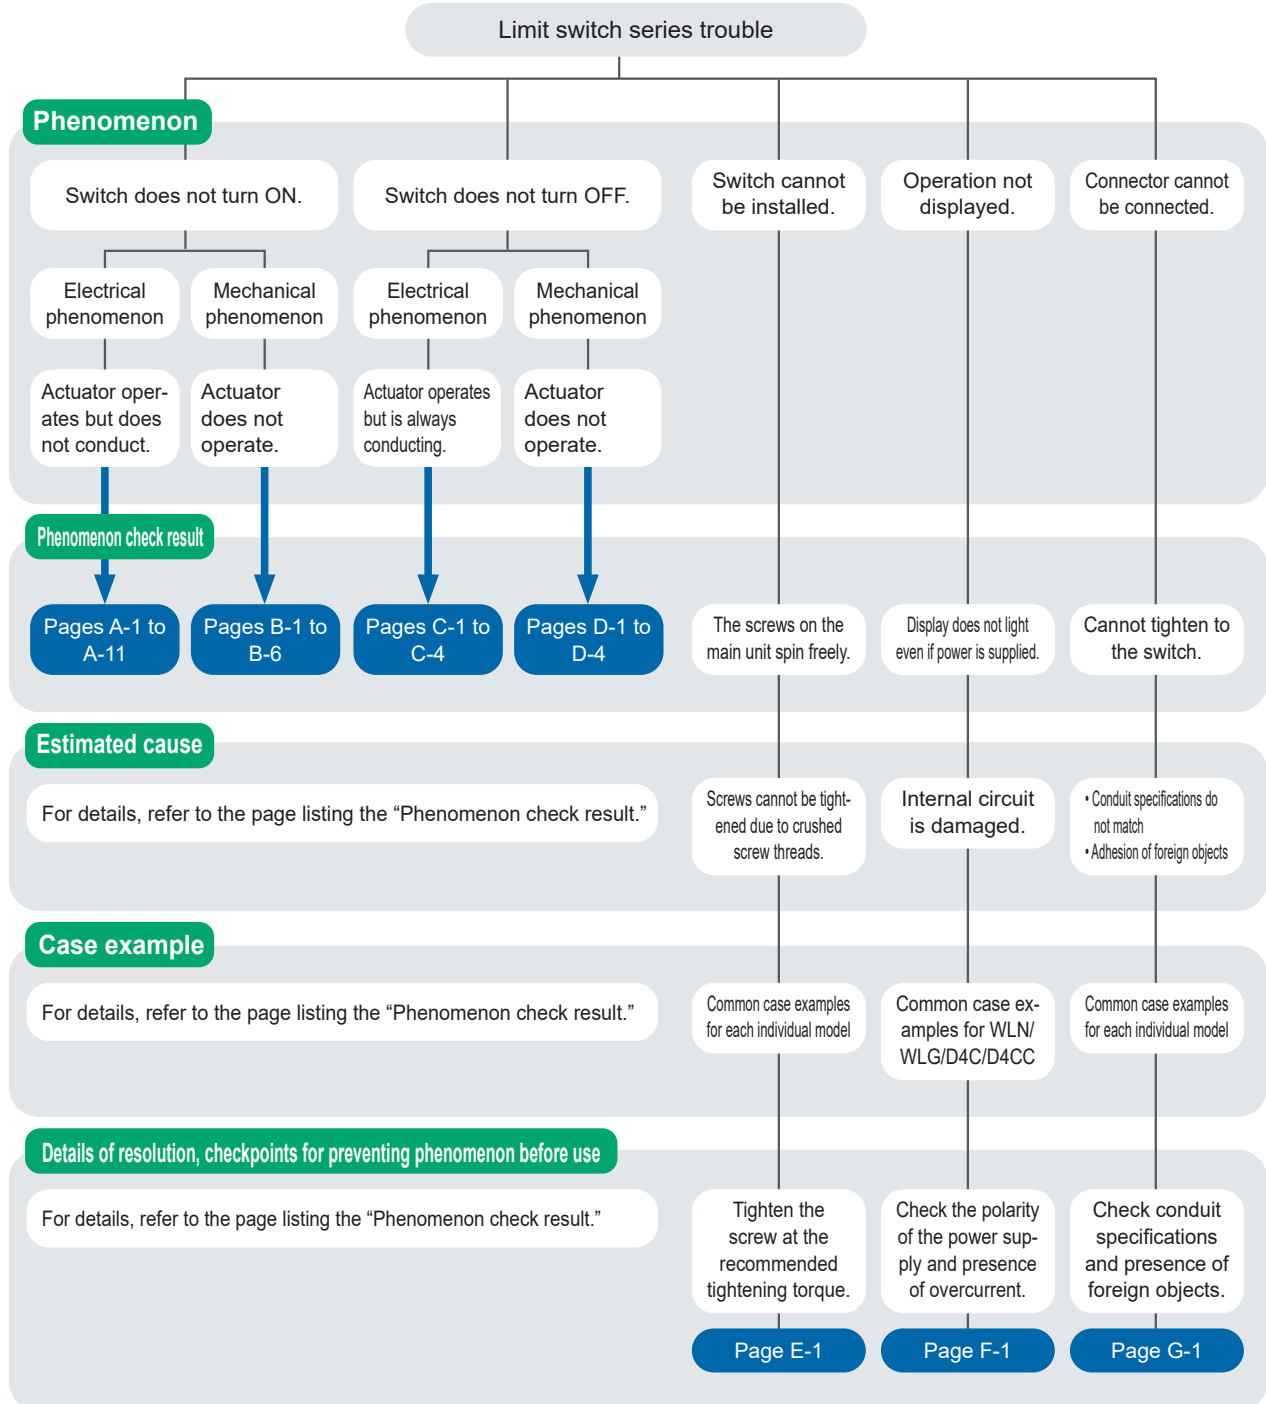 Limit switch series trouble
Phenomenon
Switch does not turn ON.
Switch does not turn OFF.
Switch cannot
be installed.
Operation not
displayed.
Connector cannot
be connected.
Electrical
phenomenon
Mechanical
phenomenon
Electrical
phenomenon
Mechanical
phenomenon
Actuator oper-
ates but does
not conduct.
Actuator
does not
operate.
Actuator operates
but is always
conducting.
Actuator
does not
operate.
Phenomenon check result
Pages A-1 to
A-11
Pages B-1 to
B-6
Pages C-1 to
C-4
Pages D-1 to
D-4
The screws on the
main unit spin freely.
Display does not light
even if power is supplied.
Cannot tighten to
the switch.
Estimated cause
For details, refer to the page listing the “Phenomenon check result.”
Screws cannot be tight-
ened due to crushed
screw threads.
Internal circuit
is damaged.
• Conduit specifications do
not match
• Adhesion of foreign objects
Case example
For details, refer to the page listing the “Phenomenon check result.”
Common case examples
for each individual model
Common case ex-
amples for WLN/
WLG/D4C/D4CC
Common case examples
for each individual model
Details of resolution, checkpoints for preventing phenomenon before use
For details, refer to the page listing the “Phenomenon check result.”
Tighten the
screw at the
recommended
tightening torque.
Check the polarity
of the power sup-
ply and presence
of overcurrent.
Check conduit
specifications
and presence of
foreign objects.
Page E-1
Page F-1
Page G-1